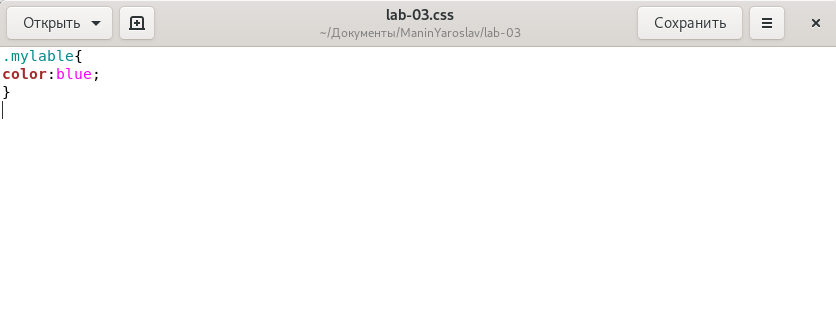 Открыть
lab-03.css
~/Документы/ManinYaroslav/lab-03
Сохранить
.mylable{
color:blue;
}